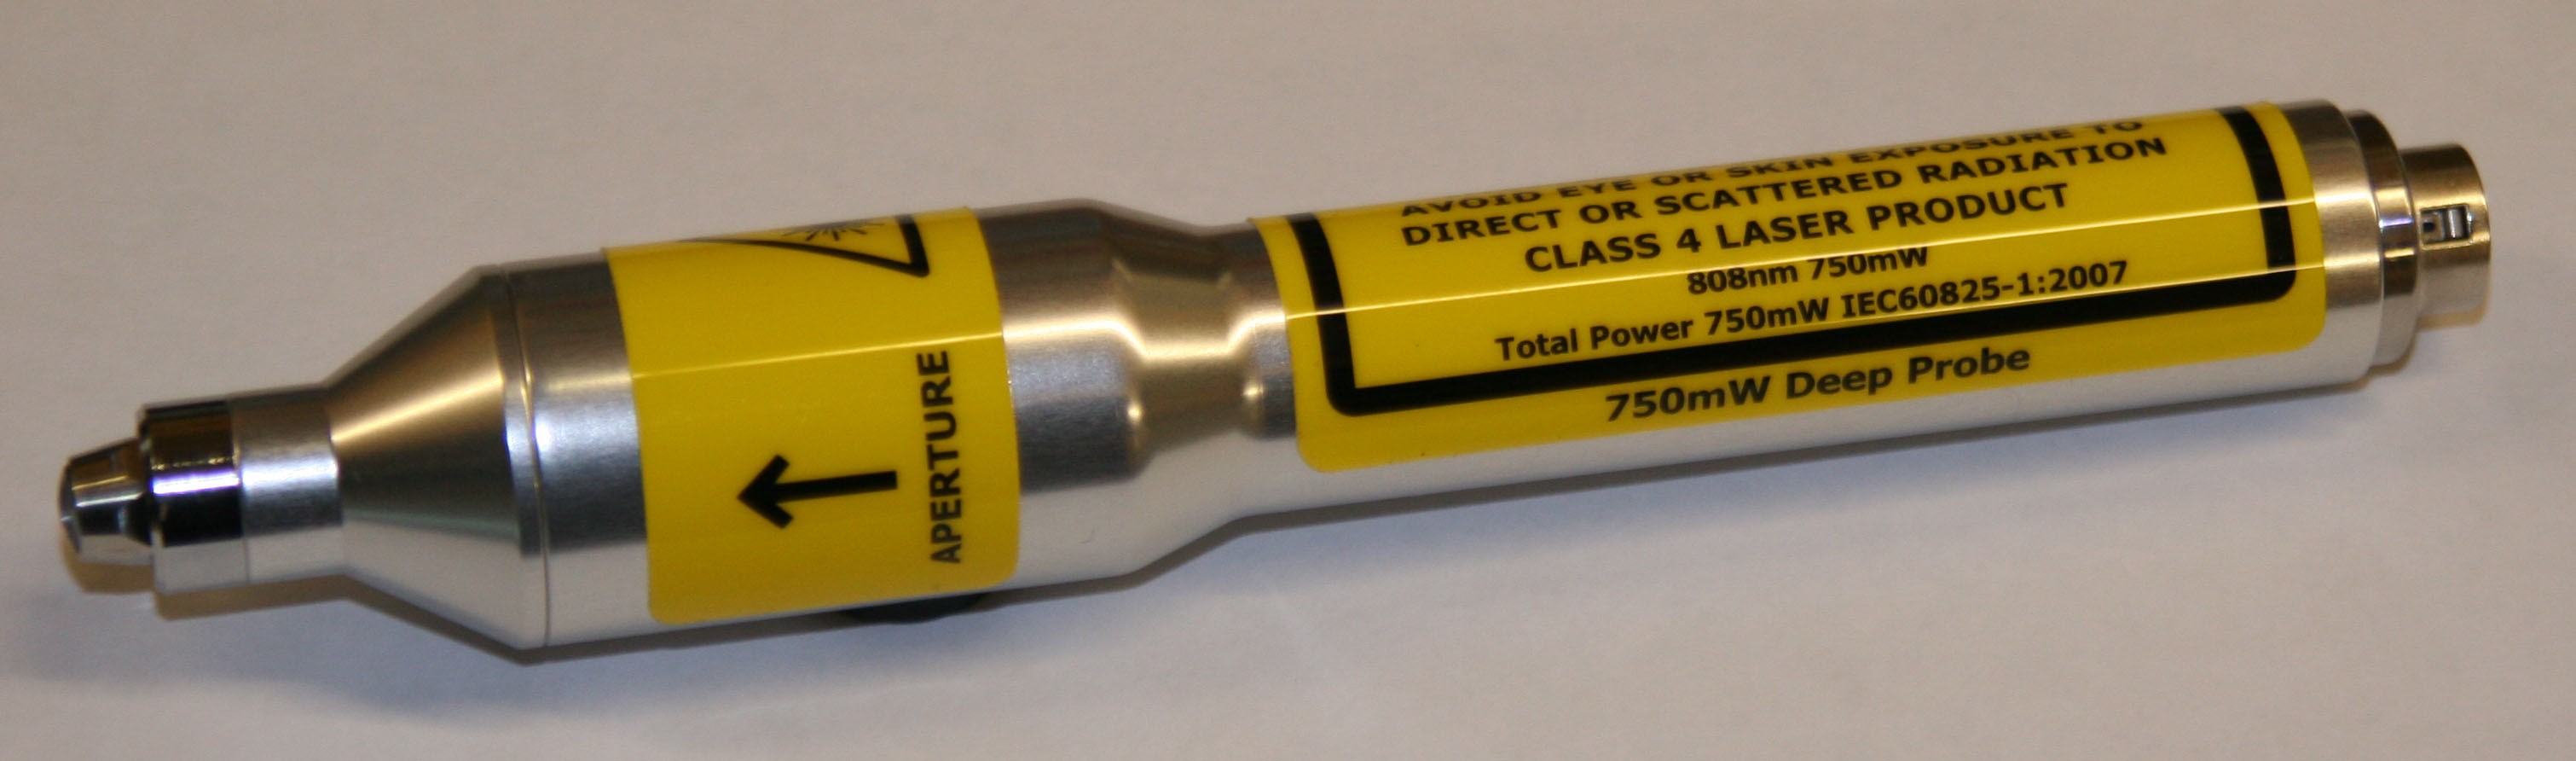 APERTURE
AVOID EYE OR SKIN EXPOSURE TO
DIRECT OR SCATTERED RADIATION
CLASS 4 LASER PRODUCT
808nm 750mW
Total Power 750mW IEC60825-1:2007
750mW Deep Probe